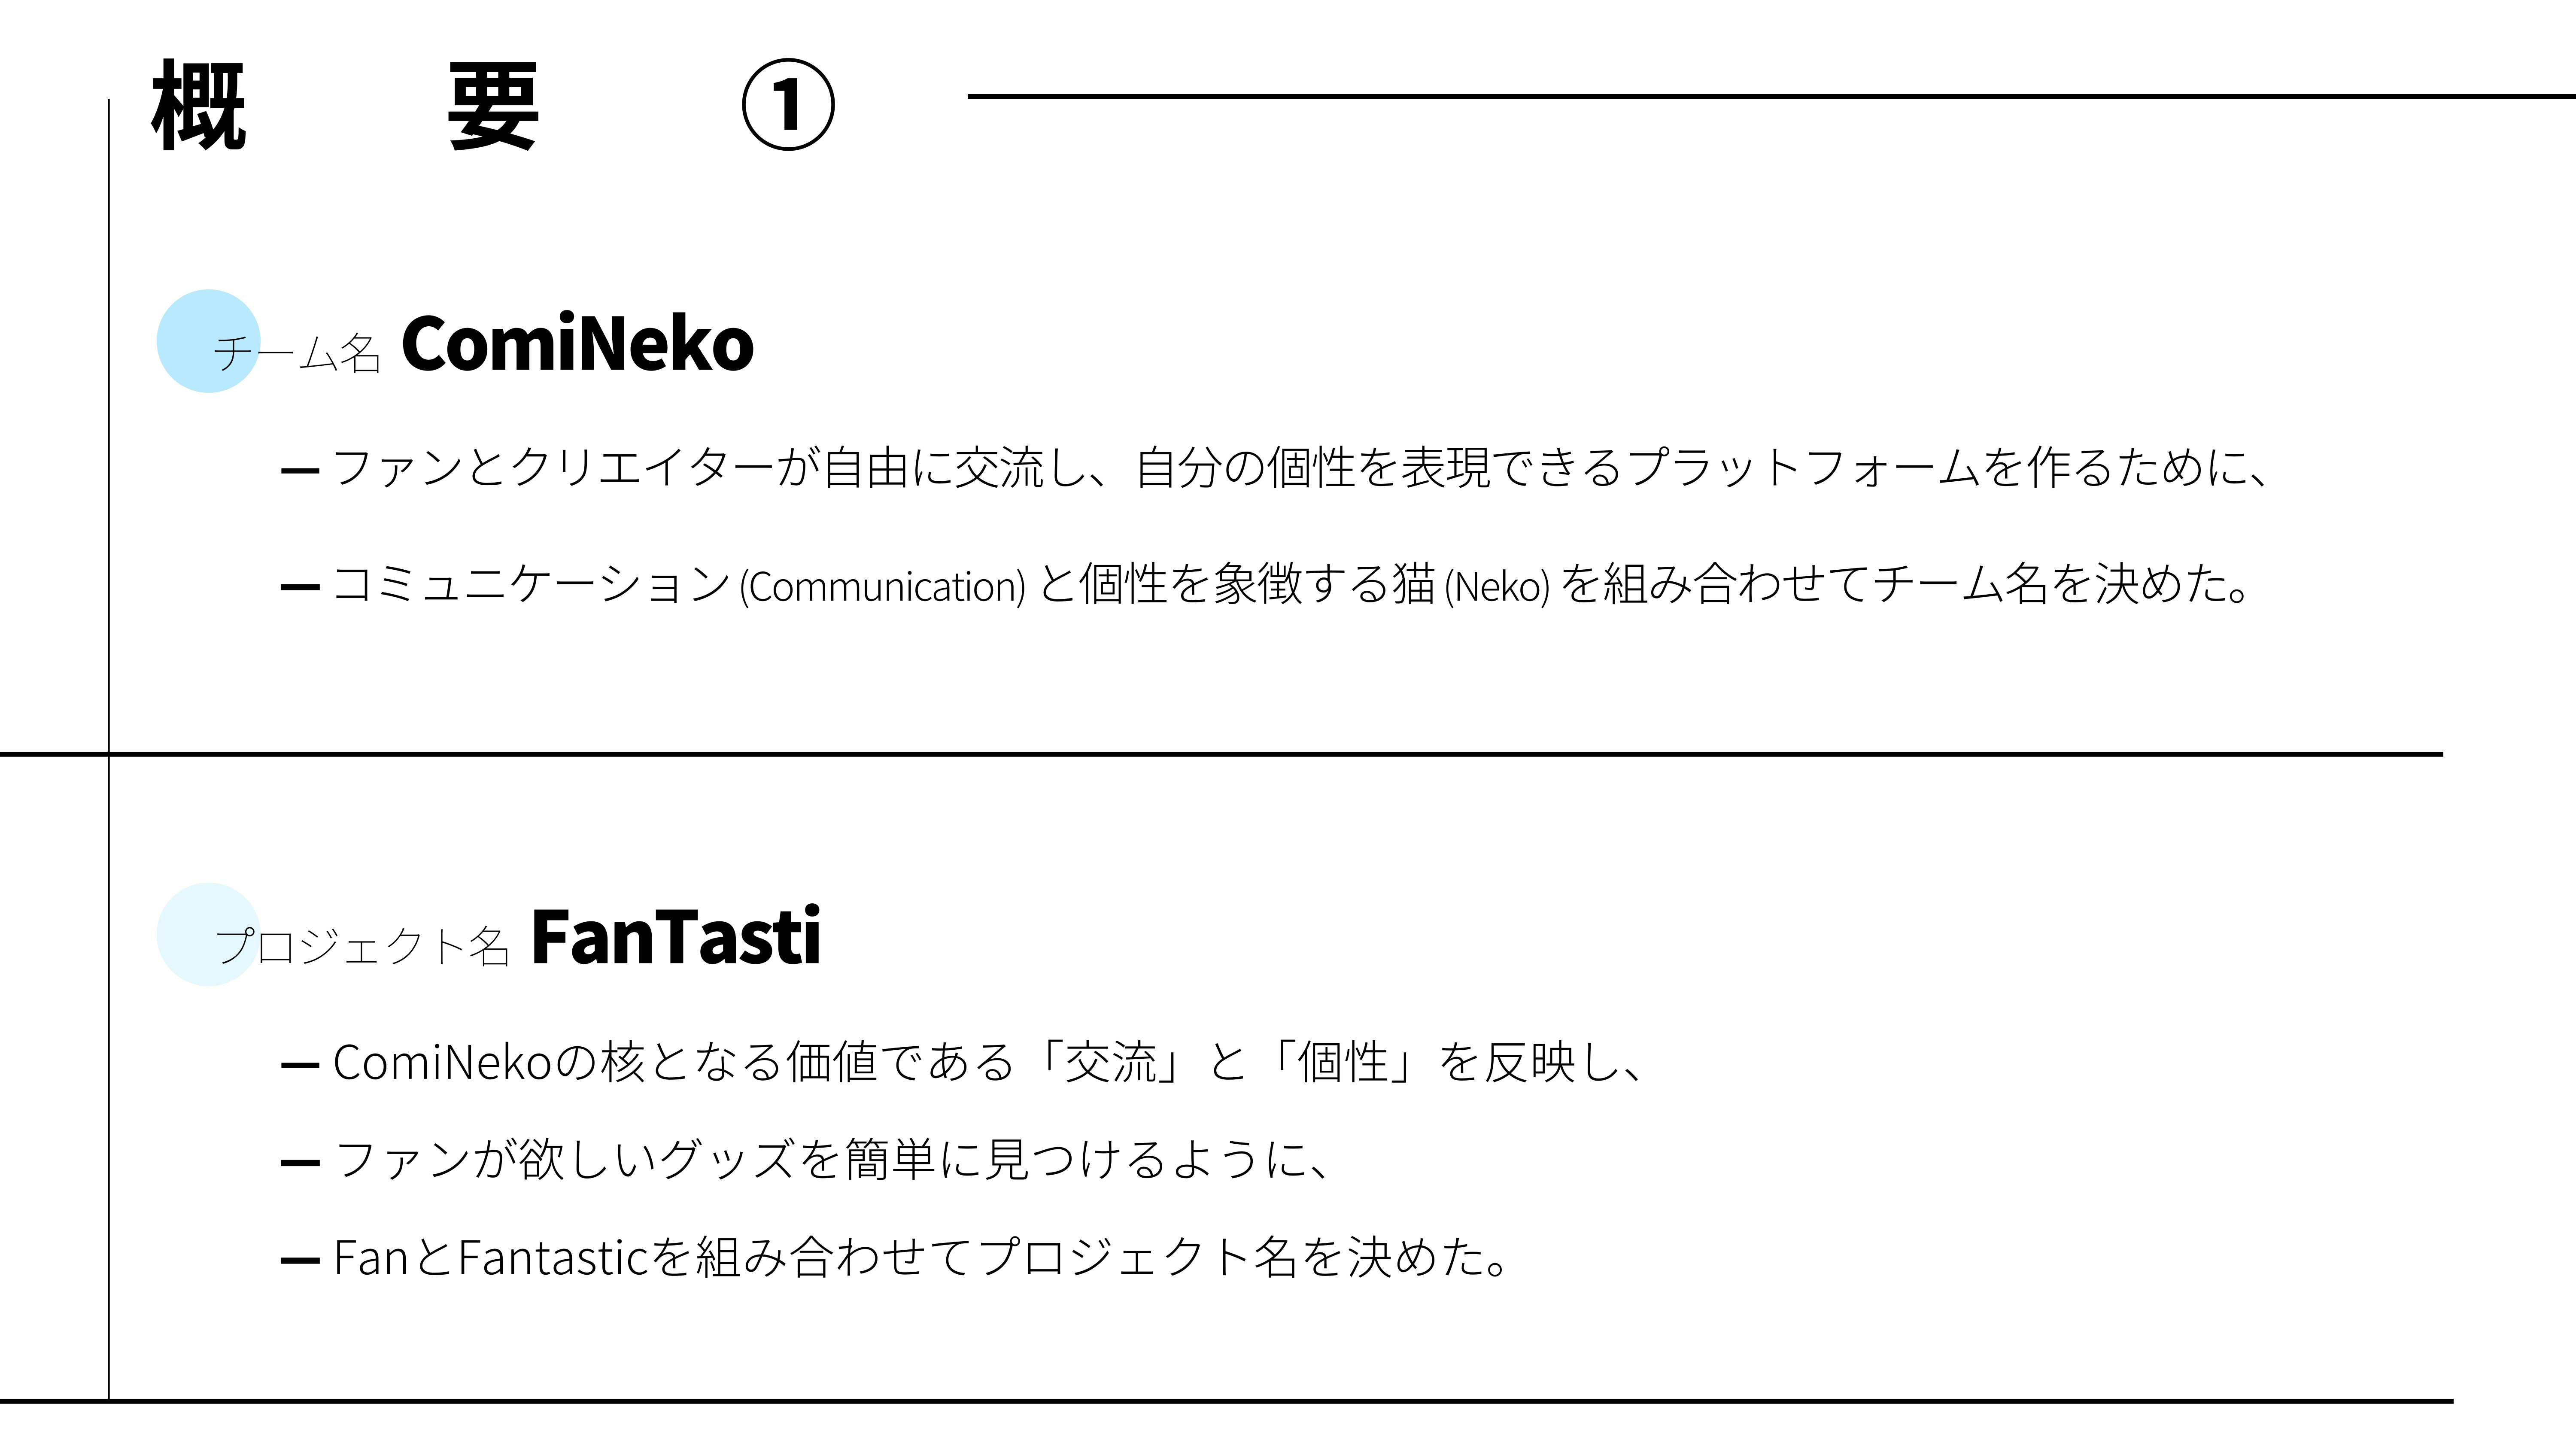 概要①
チーム名 ComiNeko
ー ファンとクリエイターが自由に交流し、自分の個性を表現できるプラットフォームを作るために、
ー コミュニケーション (Communication) と個性を象徴する猫 (Neko) を組み合わせてチーム名を決めた。
プロジェクト名 FanTasti
ー ComiNekoの核となる価値である「交流」と「個性」を反映し、
ー ファンが欲しいグッズを簡単に見つけるように、
ー FanとFantasticを組み合わせてプロジェクト名を決めた。